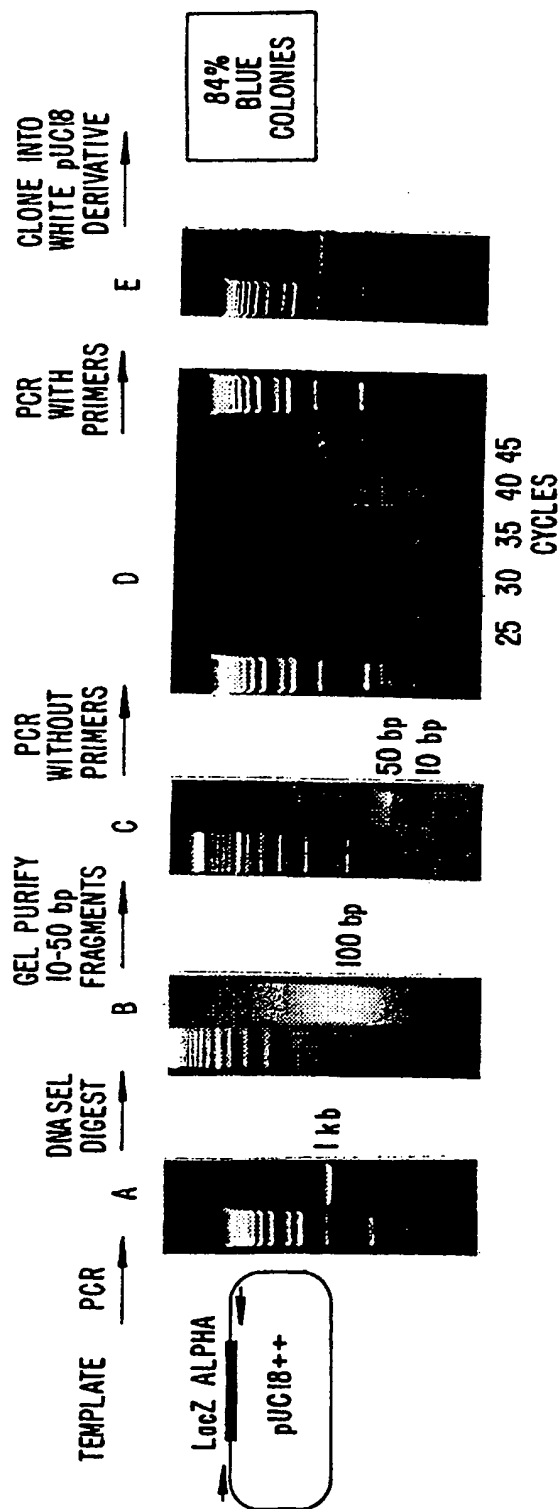 TEMPLATE
PCR
DNASEL
DIGEST
GEL PURIFY
10-50 bp
FRAGMENTS
PCR
WITHOUT
PRIMERS
PCR
WITH
PRIMERS
CLONE INTO
WHITE pUC18
DERIVATIVE
A
B
C
D
E
LacZ ALPHA
pUC18++
1 kb
100 bp
50 bp
10 bp
25 30 35 40 45
CYCLES
84%
BLUE
COLONIES